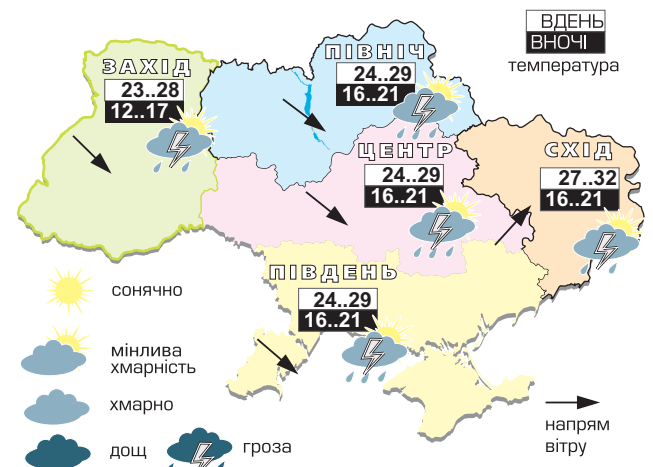 ВДЕНЬ
ВНОЧІ
температура
ПІВНІЧ
24..29
16..21
ЗАХІД
23..28
12..17
ЦЕНТР
24..29
16..21
СХІД
27..32
16..21
ПІВДЕНЬ
24..29
16..21
сонячно
мінлива
хмарність
хмарно
дощ
гроза
напрям
вітру